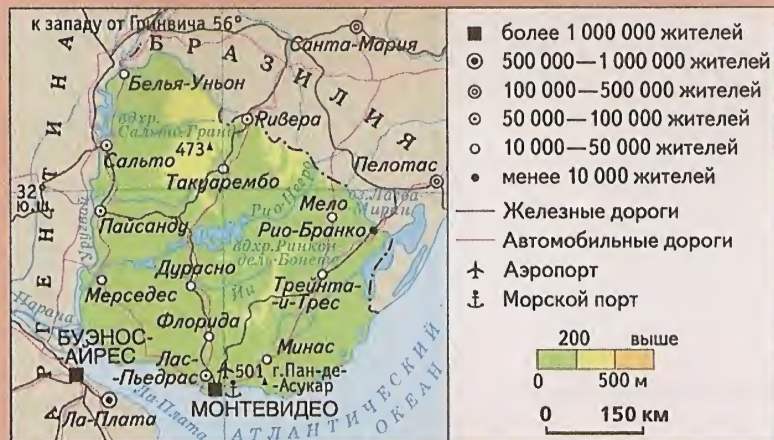 к западу от Гринвича 56°
АРГЕНТИНА
БРАЗИЛИЯ
Санта-Мария
Белья-Уньон
вдхр.
Сальто-Гранде
Ривера
473
Сальто
Такуарембо
Пелотас
32°
Ю.
Рио-Негро
оз. Лагоа-
-Мирин
Мело
Пайсанду
Уругвай
Рио-Бранко
вдхр. Ринкон-
-дель-Бонете
Дурасно
Йи
Трейнта-
-и-Трес
Мерседес
Парана
Флорида
БУЭНОС-
-АЙРЕС
Лас-
-Пьедрас
501 г.Пан-де-
-Асукар
Минас
МОНТЕВИДЕО
Ла-Плата
Ла-Плата
АТЛАНТИЧЕСКИЙ
ОКЕАН
более 1 000 000 жителей
500 000—1 000 000 жителей
100 000—500 000 жителей
50 000—100 000 жителей
10 000—50 000 жителей
менее 10 000 жителей
Железные дороги
Автомобильные дороги
Аэропорт
Морской порт
200 выше
0 500 м
0 150 км